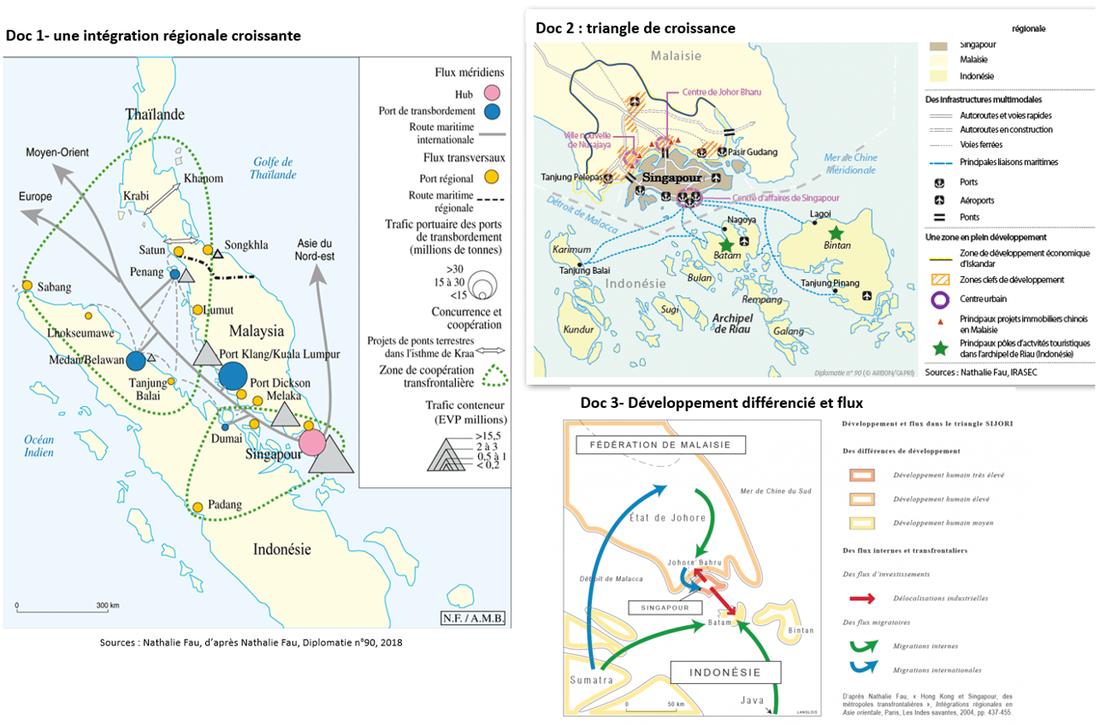 Doc 1- une intégration régionale croissante
Thaïlande
Moyen-Orient
Golfe de
Thaïlande
Europe
Khanom
Krabi
Asie du
Nord-est
Satun
Songkhla
Penang
Sabang
Lumut
Lhokseumawe
Malaysia
Medan/Belawan
Port Klang/Kuala Lumpur
Tanjung
Balai
Port Dickson
Melaka
Océan
Indien
Dumai
Singapour
Padang
Indonésie
0
300 km
N.F. / A.M.B.
Flux méridiens
Hub
Port de transbordement
Route maritime
internationale
Flux transversaux
Port régional
Route maritime
régionale
Trafic portuaire des ports
de transbordement
(millions de tonnes)
>30
15 à 30
<15
Concurrence et
coopération
Projets de ponts terrestres
dans l'isthme de Kraa
Zone de coopération
transfrontalière
Trafic conteneur
(EVP millions)
>15,5
2 à 3
0,5 à 1
< 0,2
Sources : Nathalie Fau, d'après Nathalie Fau, Diplomatie n°90, 2018
Doc 2 : triangle de croissance
Malaisie
Centre de Johor Bharu
Ville nouvelle
de Nusajaya
Pasir Gudang
Mer de Chine
Méridionale
Tanjung Pelepas
Singapour
Centre d'affaires de Singapour
Détroit de Malacca
Nagoya
Lagoi
Karimum
Batam
Bintan
Tanjung Balai
Bulan
Tanjung Pinang
Indonésie
Rempang
Sugi
Archipel
de Riau
Galang
Kundur
Diplomatie n° 90 (© AREION/CAPRI)
régionale
Singapour
Malaisie
Indonésie
Des infrastructures multimodales
Autoroutes et voies rapides
Autoroutes en construction
Voies ferrées
Principales liaisons maritimes
Ports
Aéroports
Ponts
Une zone en plein développement
Zone de développement économique
d'Iskandar
Zones clefs de développement
Centre urbain
Principaux projets immobiliers chinois
en Malaisie
Principaux pôles d'activités touristiques
dans l'archipel de Riau (Indonésie)
Sources : Nathalie Fau, IRASEC
Doc 3- Développement différencié et flux
FÉDÉRATION DE MALAISIE
Mer de Chine du Sud
État de Johore
Johose Bahru
Détroit de Malacca
SINGAPOUR
Batam
Bintan
INDONÉSIE
Sumatra
Java
0
50 km
LANGLOIS
Développement et flux dans le triangle SIJORI
Des différences de développement
Développement humain très élevé
Développement humain élevé
Développement humain moyen
Des flux internes et transfrontaliers
Des flux d'investissements
Délocalisations industrielles
Des flux migratoires
Migrations internes
Migrations internationales
D'après Nathalie Fau, « Hong Kong et Singapour, des
métropoles transfrontalières », Intégrations régionales en
Asie orientale, Paris, Les Indes savantes, 2004, pp. 437-455.